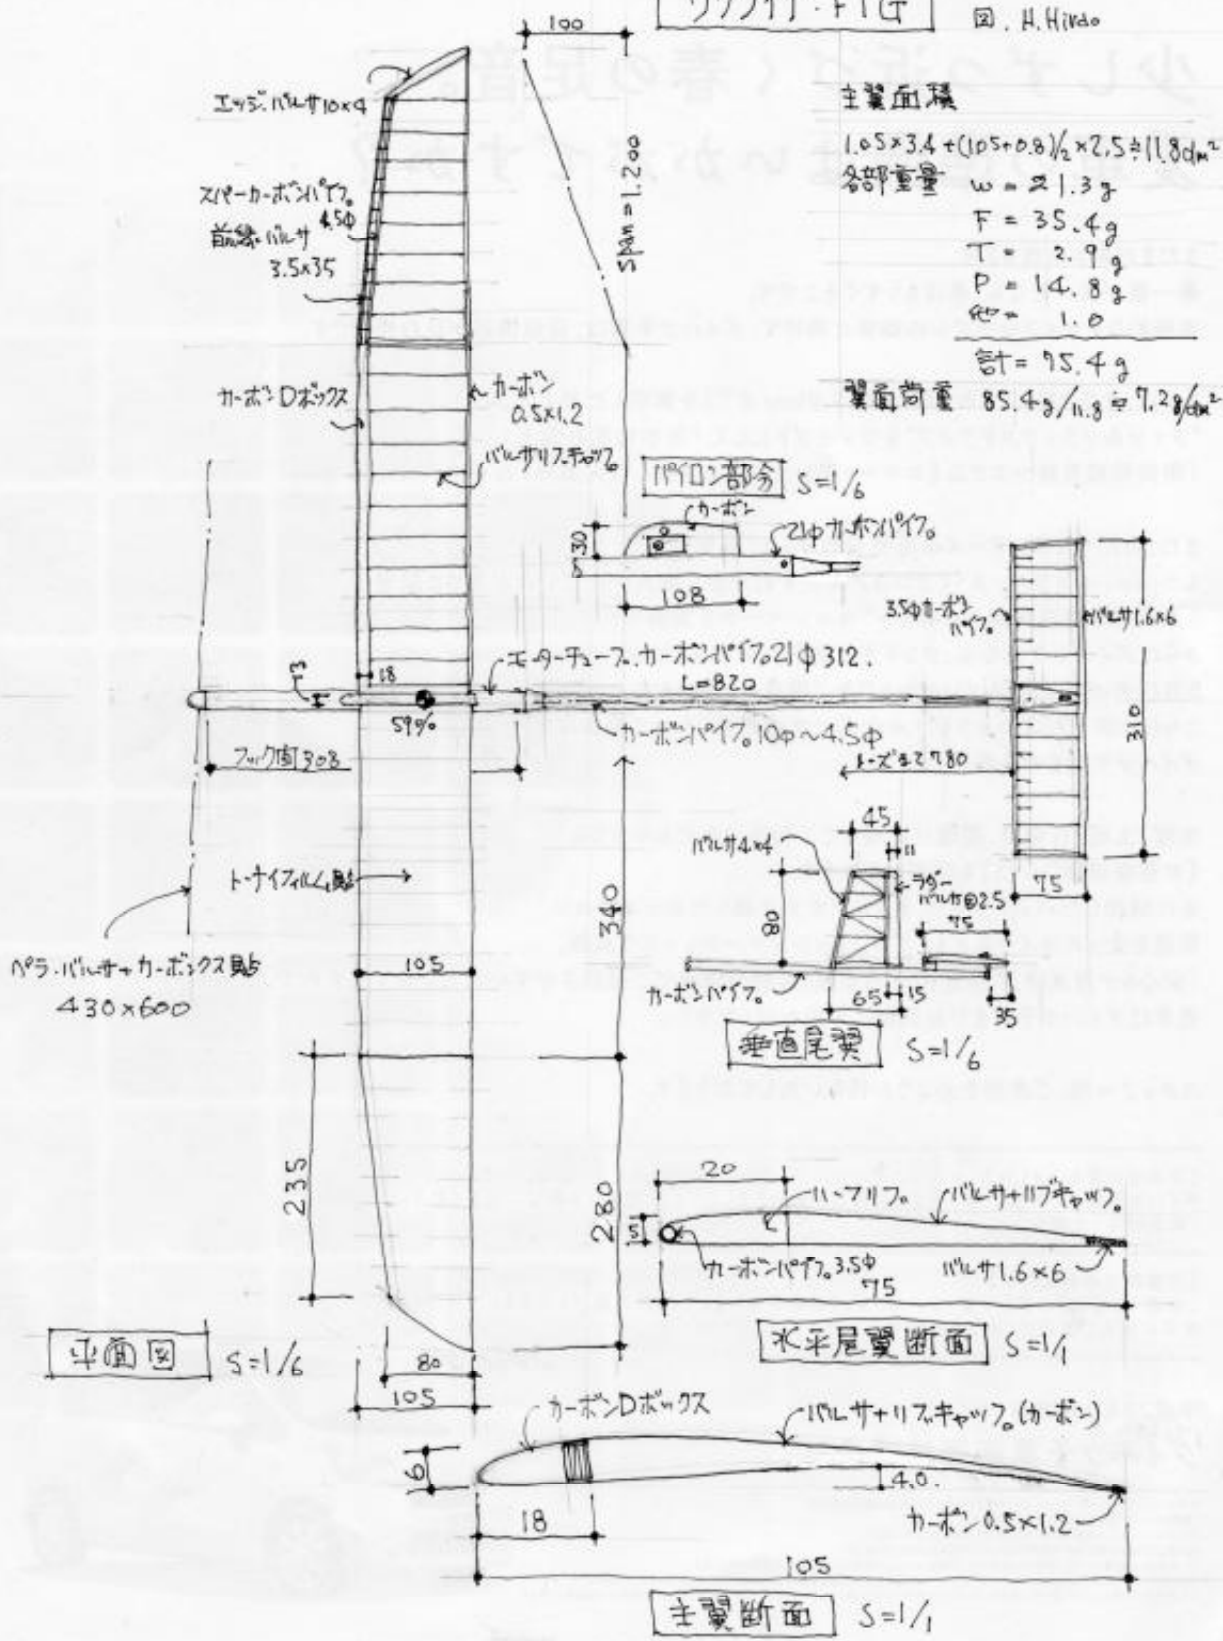 100
図. H. Hirao
エッジ. バルサ10×4
主翼面積
1.05×3.4+(1.05+0.8)/2×2.5≒11.8dm²
各部重量 w = 21.3g
F = 35.4g
T = 2.9g
P = 14.8g
他 = 1.0
計 = 75.4g
翼面荷重 85.4g/11.8≒7.2g/dm²
スパーカーボンパイプ
4.5φ
前縁バルサ
3.5×35
span=1.200
カーボンDボックス
カーボン
0.5×1.2
バルサリブキャップ
パイロン部分 S=1/6
カーボン
21φカーボンパイプ
30
108
3.5φカーボン
パイプ
バルサ1.6×6
310
75
13
18
モーターチューブ. カーボンパイプ21φ312.
L=820
59%
カーボンパイプ10φ～4.5φ
フック間308
ノーズまで780
45
11
バルサ4×4
ラダー
2.5
75
80
カーボンパイプ
65
15
35
垂直尾翼 S=1/6
トーナイフィルム貼
340
ペラ・バルサ+カーボンクス貼
430×600
105
235
280
20
ハーフリブ
バルサ+リブキャップ
5
カーボンパイプ3.5φ
バルサ1.6×6
75
水平尾翼断面 S=1/1
平面図 S=1/6
80
105
カーボンDボックス
バルサ+リブキャップ(カーボン)
6
4.0
18
カーボン0.5×1.2
105
主翼断面 S=1/1